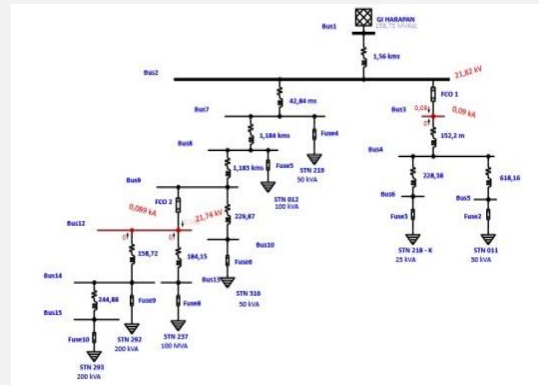 GI HARAPAN
Bus1
1,56 kms
Bus2
21,82 kV
FCO 1
42,84 ms
Bus7
Bus3
0,09 kA
152,2 m
1,184 kms
Fuse4
Bus8
Bus4
STN 219
50 kVA
1,185 kms
Fuse5
228,38
618,16
Bus9
STN 012
100 kVA
Bus6
Bus5
FCO 2
0,089 kA
21,74 kV
229,87
Fuse3
Fuse2
Bus12
Bus10
STN 218 - K
25 kVA
STN 011
50 kVA
158,72
184,15
Fuse6
Bus14
Bus13
STN 316
50 kVA
244,88
Fuse9
Fuse8
Bus15
Fuse10
STN 292
200 kVA
STN 237
100 MVA
STN 293
200 kVA